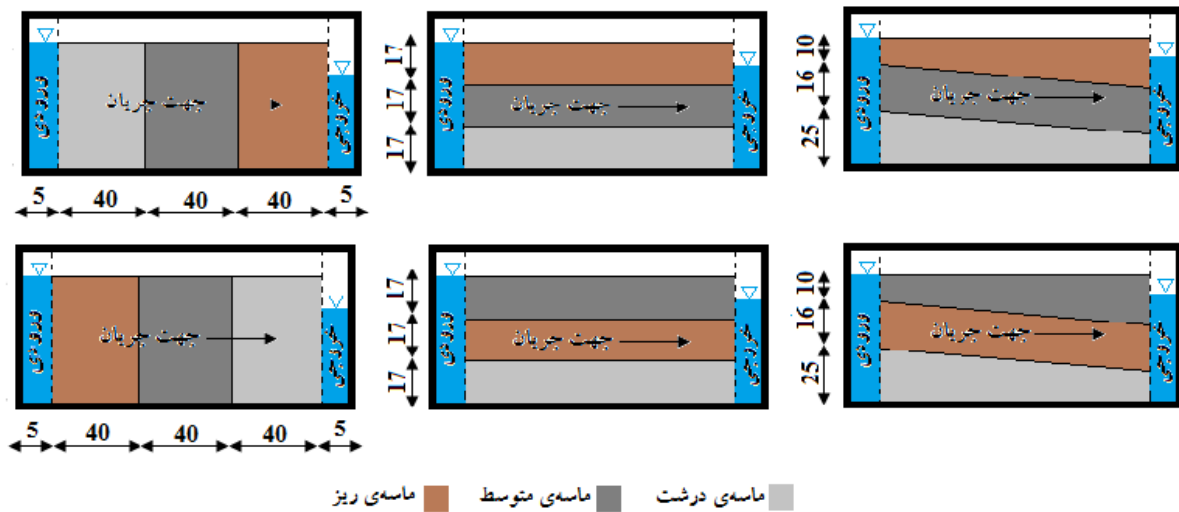 ورودی
جهت جریان
خروجی
5
40
40
40
5
ورودی
17
17
17
جهت جریان
خروجی
ورودی
10
16
25
جهت جریان
خروجی
ورودی
جهت جریان
خروجی
5
40
40
40
5
ورودی
17
17
17
جهت جریان
خروجی
ورودی
10
16
25
جهت جریان
خروجی
ماسه‌ی درشت ماسه‌ی متوسط ماسه‌ی ریز